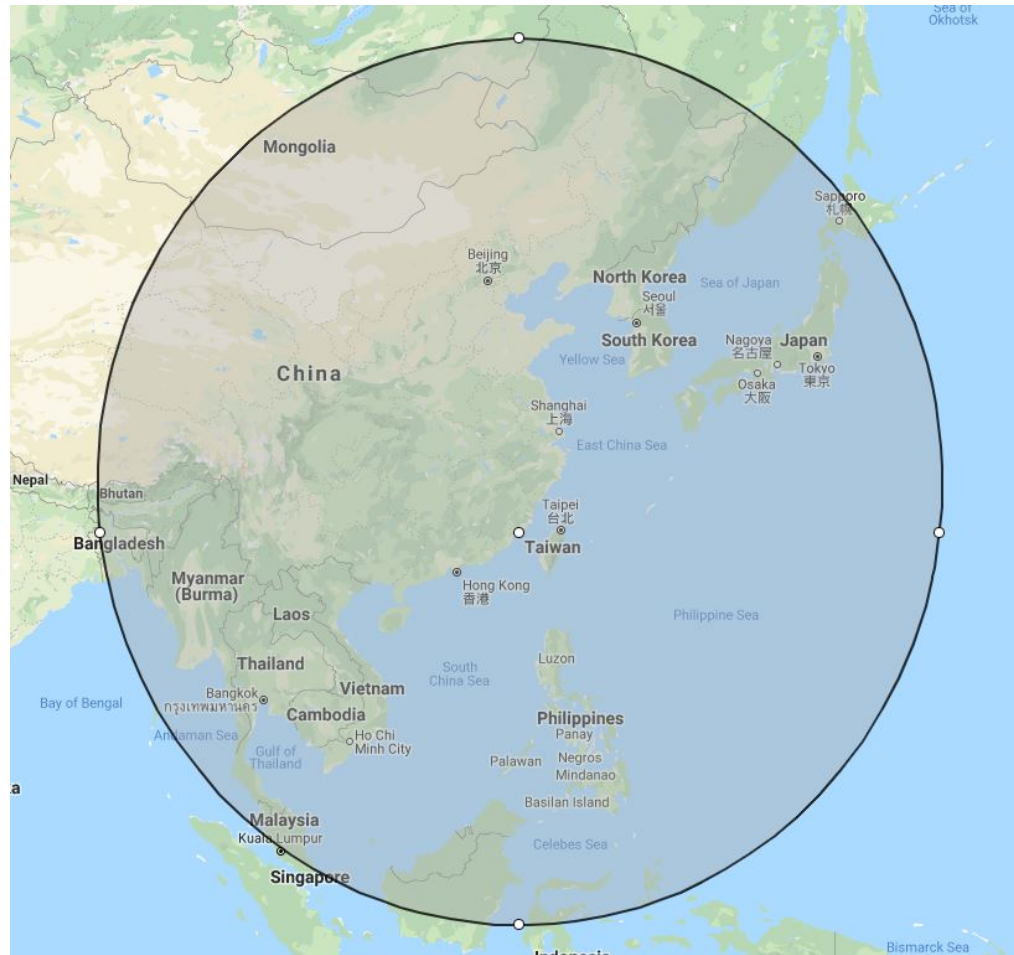 Sea of
Okhotsk
Mongolia
Sapporo
札幌
Beijing
北京
North Korea
Sea of Japan
Seoul
서울
South Korea
Nagoya
名古屋
Japan
Yellow Sea
Tokyo
東京
Osaka
大阪
China
Shanghai
上海
East China Sea
Nepal
Bhutan
Taipei
台北
Bangladesh
Taiwan
Myanmar
(Burma)
Hong Kong
香港
Laos
Philippine Sea
Thailand
Luzon
South
China Sea
Bangkok
กรุงเทพมหานคร
Vietnam
Bay of Bengal
Cambodia
Philippines
Panay
Andaman Sea
Ho Chi
Minh City
Gulf of
Thailand
Palawan
Negros
Mindanao
Basilan Island
Malaysia
Kuala Lumpur
Celebes Sea
Singapore
Bismarck Sea